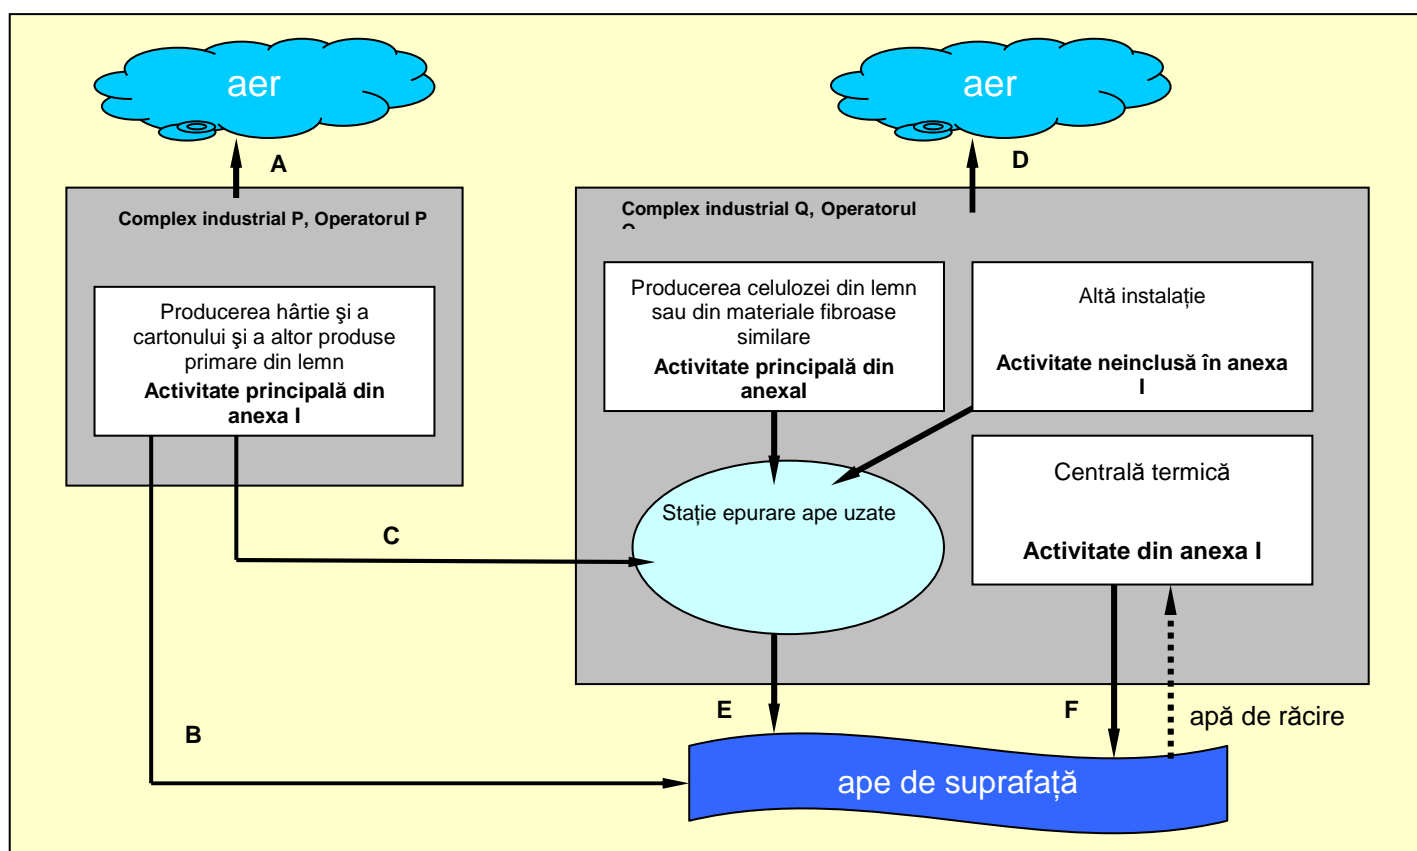 aer
aer
A
D
Complex industrial P, Operatorul P
Complex industrial Q, Operatorul
Producerea hârtie şi a
cartonului şi a altor produse
primare din lemn
Activitate principală din
anexa I
Producerea celulozei din lemn
sau din materiale fibroase
similare
Activitate principală din
anexaI
Altă instalație
Activitate neinclusă în anexa
I
Stație epurare ape uzate
Centrală termică
Activitate din anexa I
C
E
F
apă de răcire
B
ape de suprafață